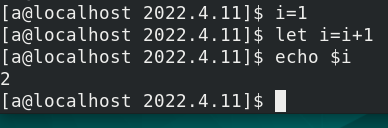 [a@localhost 2022.4.11]$ i=1
[a@localhost 2022.4.11]$ let i=i+1
[a@localhost 2022.4.11]$ echo $i
2
[a@localhost 2022.4.11]$